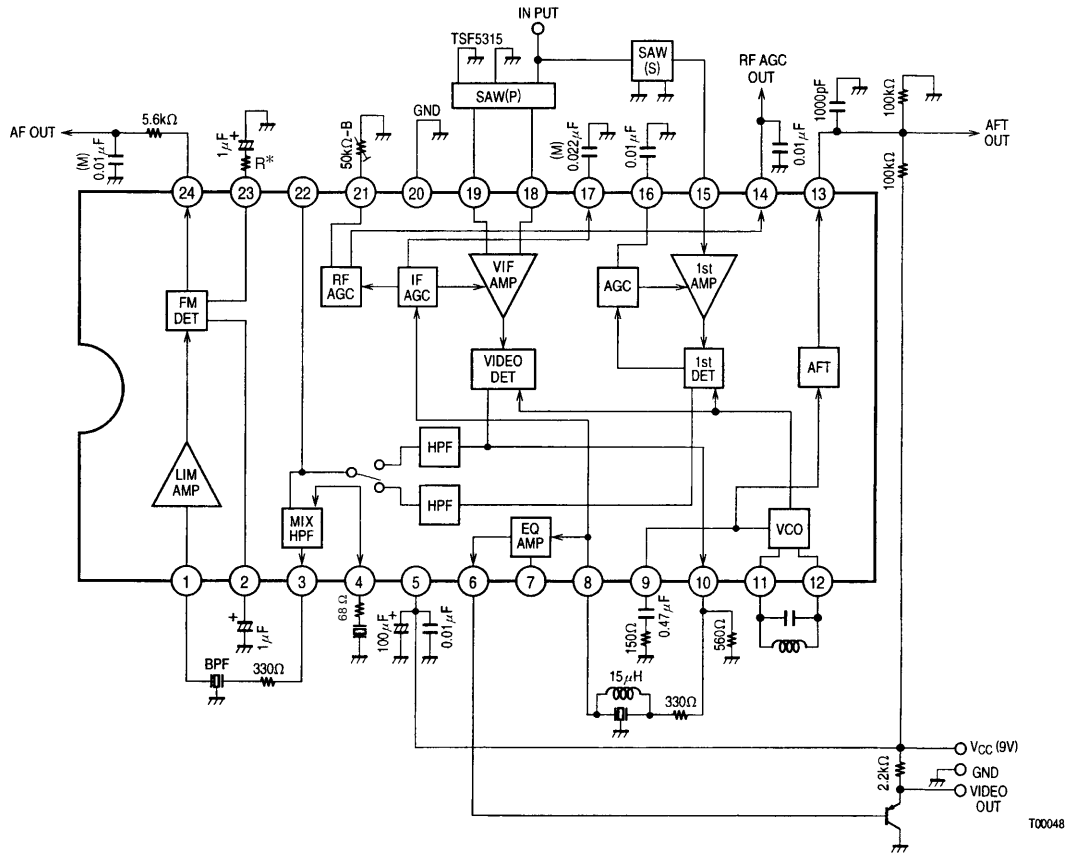 IN PUT
TSF5315
SAW(P)
SAW
(S)
RF AGC
OUT
1000pF
100kΩ
AFT
OUT
100kΩ
0.01μF
AF OUT
5.6kΩ
(M)
0.01μF
1μF
+
R*
50kΩ-B
GND
(M)
0.022μF
0.01μF
24
23
22
21
20
19
18
17
16
15
14
13
FM
DET
RF
AGC
IF
AGC
VIF
AMP
AGC
1st
AMP
VIDEO
DET
1st
DET
AFT
HPF
HPF
LIM
AMP
MIX
HPF
EQ
AMP
VCO
1
2
3
4
5
6
7
8
9
10
11
12
+
1μF
68Ω
100μF
+
0.01μF
150Ω
0.47μF
560Ω
BPF
330Ω
15μH
330Ω
VCC (9V)
2.2kΩ
GND
VIDEO
OUT
T00048